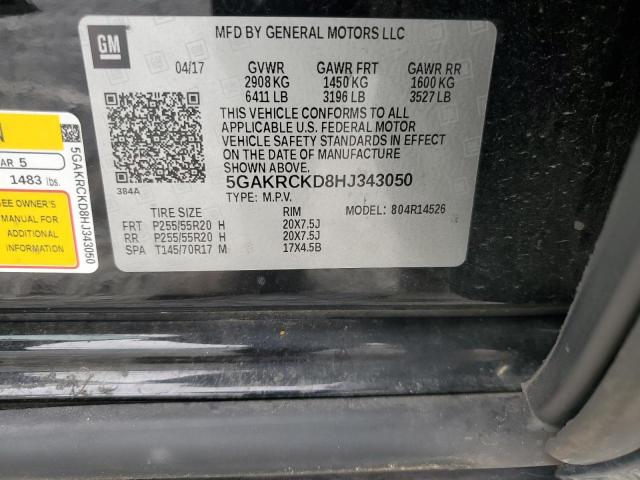 GM
MFD BY GENERAL MOTORS LLC
04/17 GVWR GAWR FRT GAWR RR
2908 KG 1450 KG 1600 KG
6411 LB 3196 LB 3527 LB
THIS VEHICLE CONFORMS TO ALL
APPLICABLE U.S. FEDERAL MOTOR
VEHICLE SAFETY STANDARDS IN EFFECT
ON THE DATE OF MANUFACTURE
SHOWN ABOVE.
384A 5GAKRCKD8HJ343050
TYPE: M.P.V. MODEL: 804R14526
TIRE SIZE RIM
FRT P255/55R20 H 20X7.5J
RR P255/55R20 H 20X7.5J
SPA T145/70R17 M 17X4.5B
N
AR 5
1483 lbs.
SEE OWNER'S
MANUAL FOR
ADDITIONAL
INFORMATION
5GAKRCKD8HJ343050